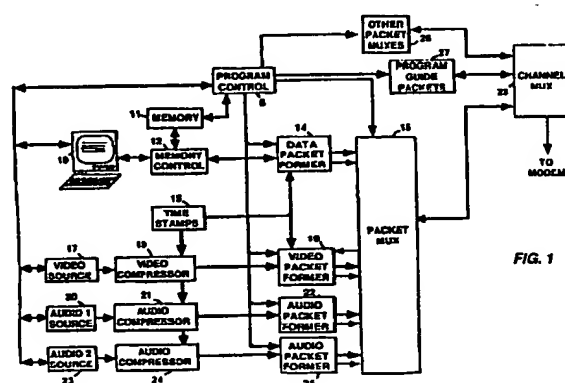 OTHER
PACKET
MUXES
26
27
PROGRAM
GUIDE
PACKETS
CHANNEL
MUX
TO
MODEM
PROGRAM
CONTROL
MEMORY
11
12
MEMORY
CONTROL
14
DATA
PACKET
FORMER
15
PACKET
MUX
TIME
STAMPS
17
VIDEO
SOURCE
VIDEO
COMPRESSOR
VIDEO
PACKET
FORMER
FIG. 1
20
AUDIO 1
SOURCE
21
AUDIO
COMPRESSOR
22
AUDIO
PACKET
FORMER
AUDIO 2
SOURCE
23
AUDIO
COMPRESSOR
24
AUDIO
PACKET
FORMER